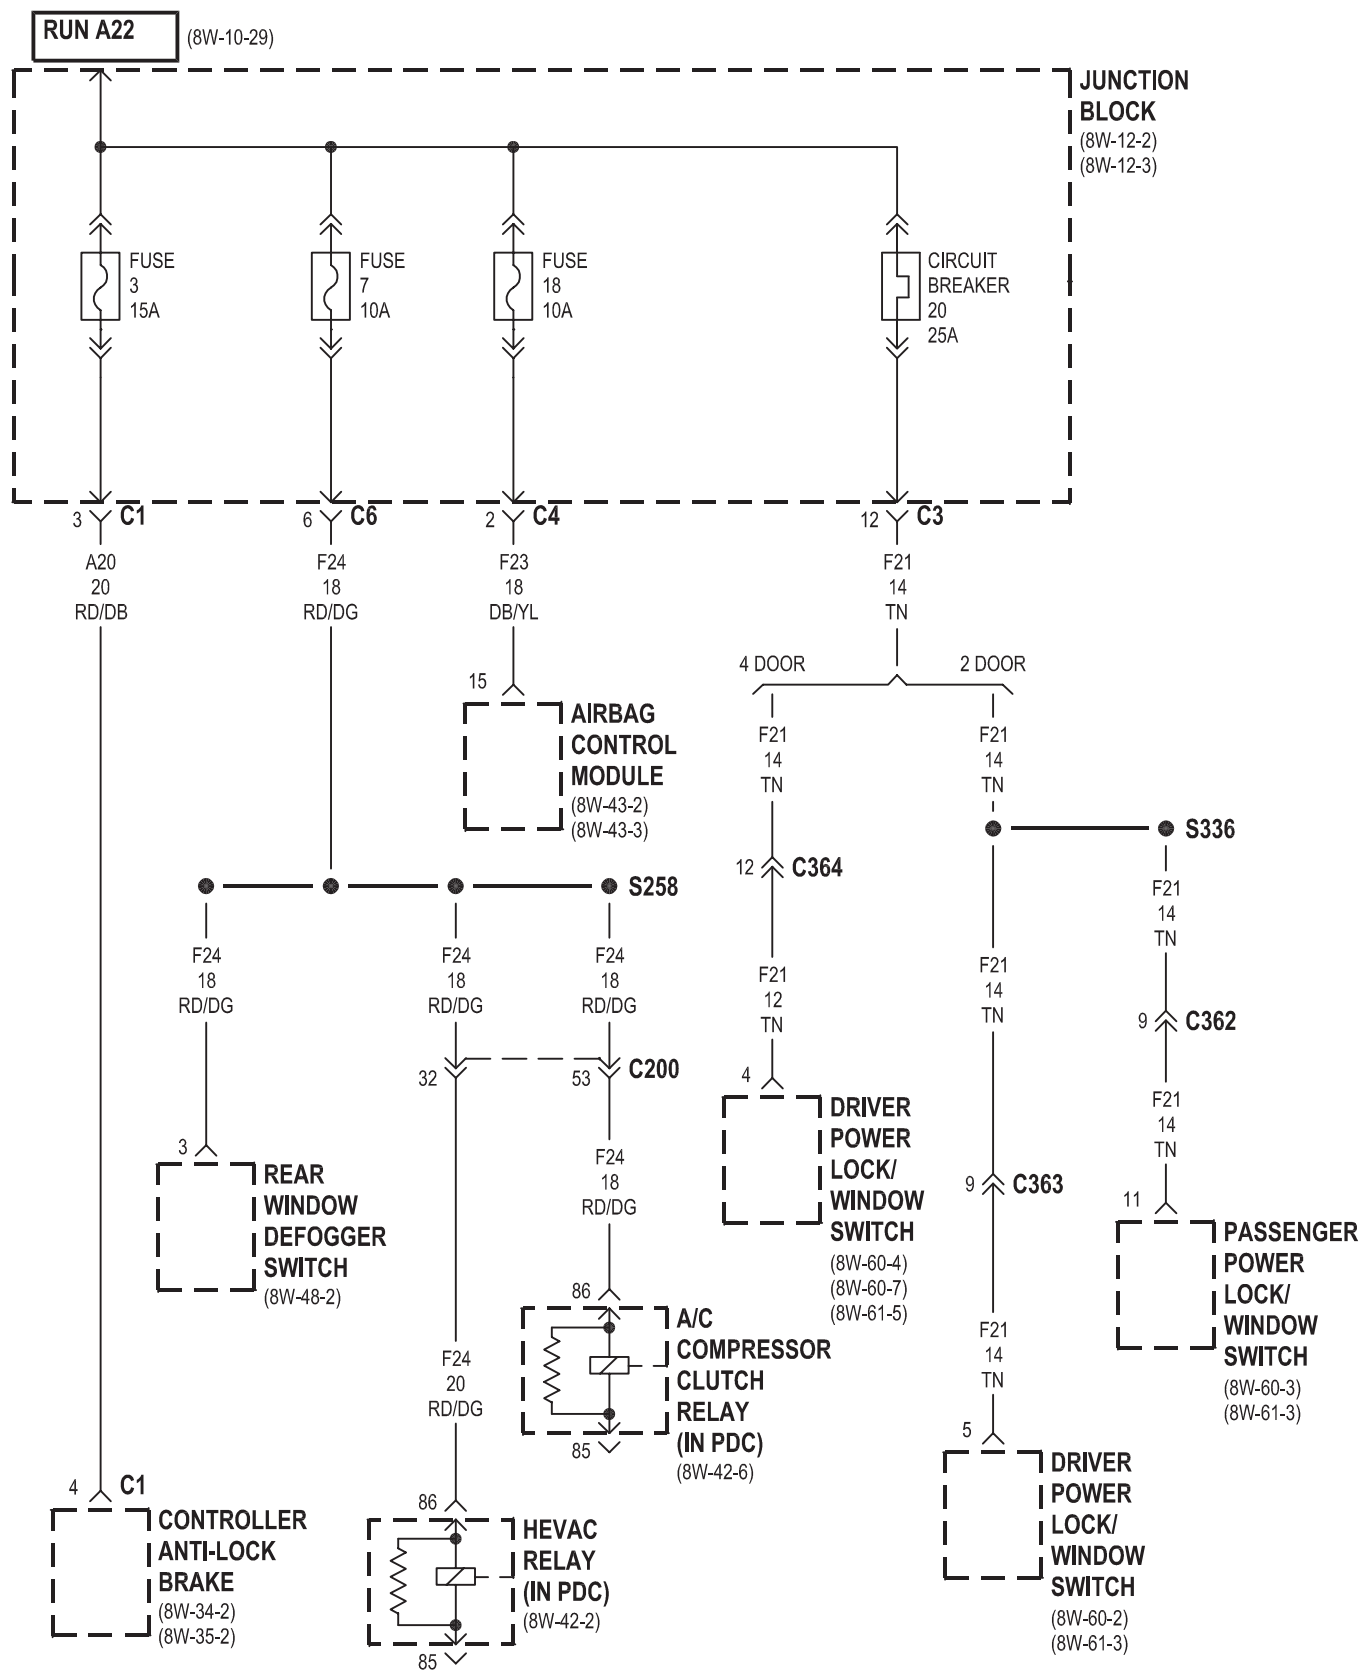 RUN A22
(8W-10-29)
JUNCTION
BLOCK
(8W-12-2)
(8W-12-3)
FUSE
3
15A
FUSE
7
10A
FUSE
18
10A
CIRCUIT
BREAKER
20
25A
3
C1
6
C6
2
C4
12
C3
A20
20
RD/DB
F24
18
RD/DG
F23
18
DB/YL
F21
14
TN
4 DOOR
2 DOOR
15
AIRBAG
CONTROL
MODULE
(8W-43-2)
(8W-43-3)
F21
14
TN
F21
14
TN
S336
12
C364
S258
F24
18
RD/DG
F24
18
RD/DG
F24
18
RD/DG
F21
12
TN
F21
14
TN
F21
14
TN
9
C362
32
53
C200
4
DRIVER
POWER
LOCK/
WINDOW
SWITCH
(8W-60-4)
(8W-60-7)
(8W-61-5)
F21
14
TN
3
REAR
WINDOW
DEFOGGER
SWITCH
(8W-48-2)
F24
18
RD/DG
9
C363
11
PASSENGER
POWER
LOCK/
WINDOW
SWITCH
(8W-60-3)
(8W-61-3)
86
A/C
COMPRESSOR
CLUTCH
RELAY
(IN PDC)
(8W-42-6)
85
F24
20
RD/DG
F21
14
TN
5
DRIVER
POWER
LOCK/
WINDOW
SWITCH
(8W-60-2)
(8W-61-3)
4
C1
CONTROLLER
ANTI-LOCK
BRAKE
(8W-34-2)
(8W-35-2)
86
HEVAC
RELAY
(IN PDC)
(8W-42-2)
85